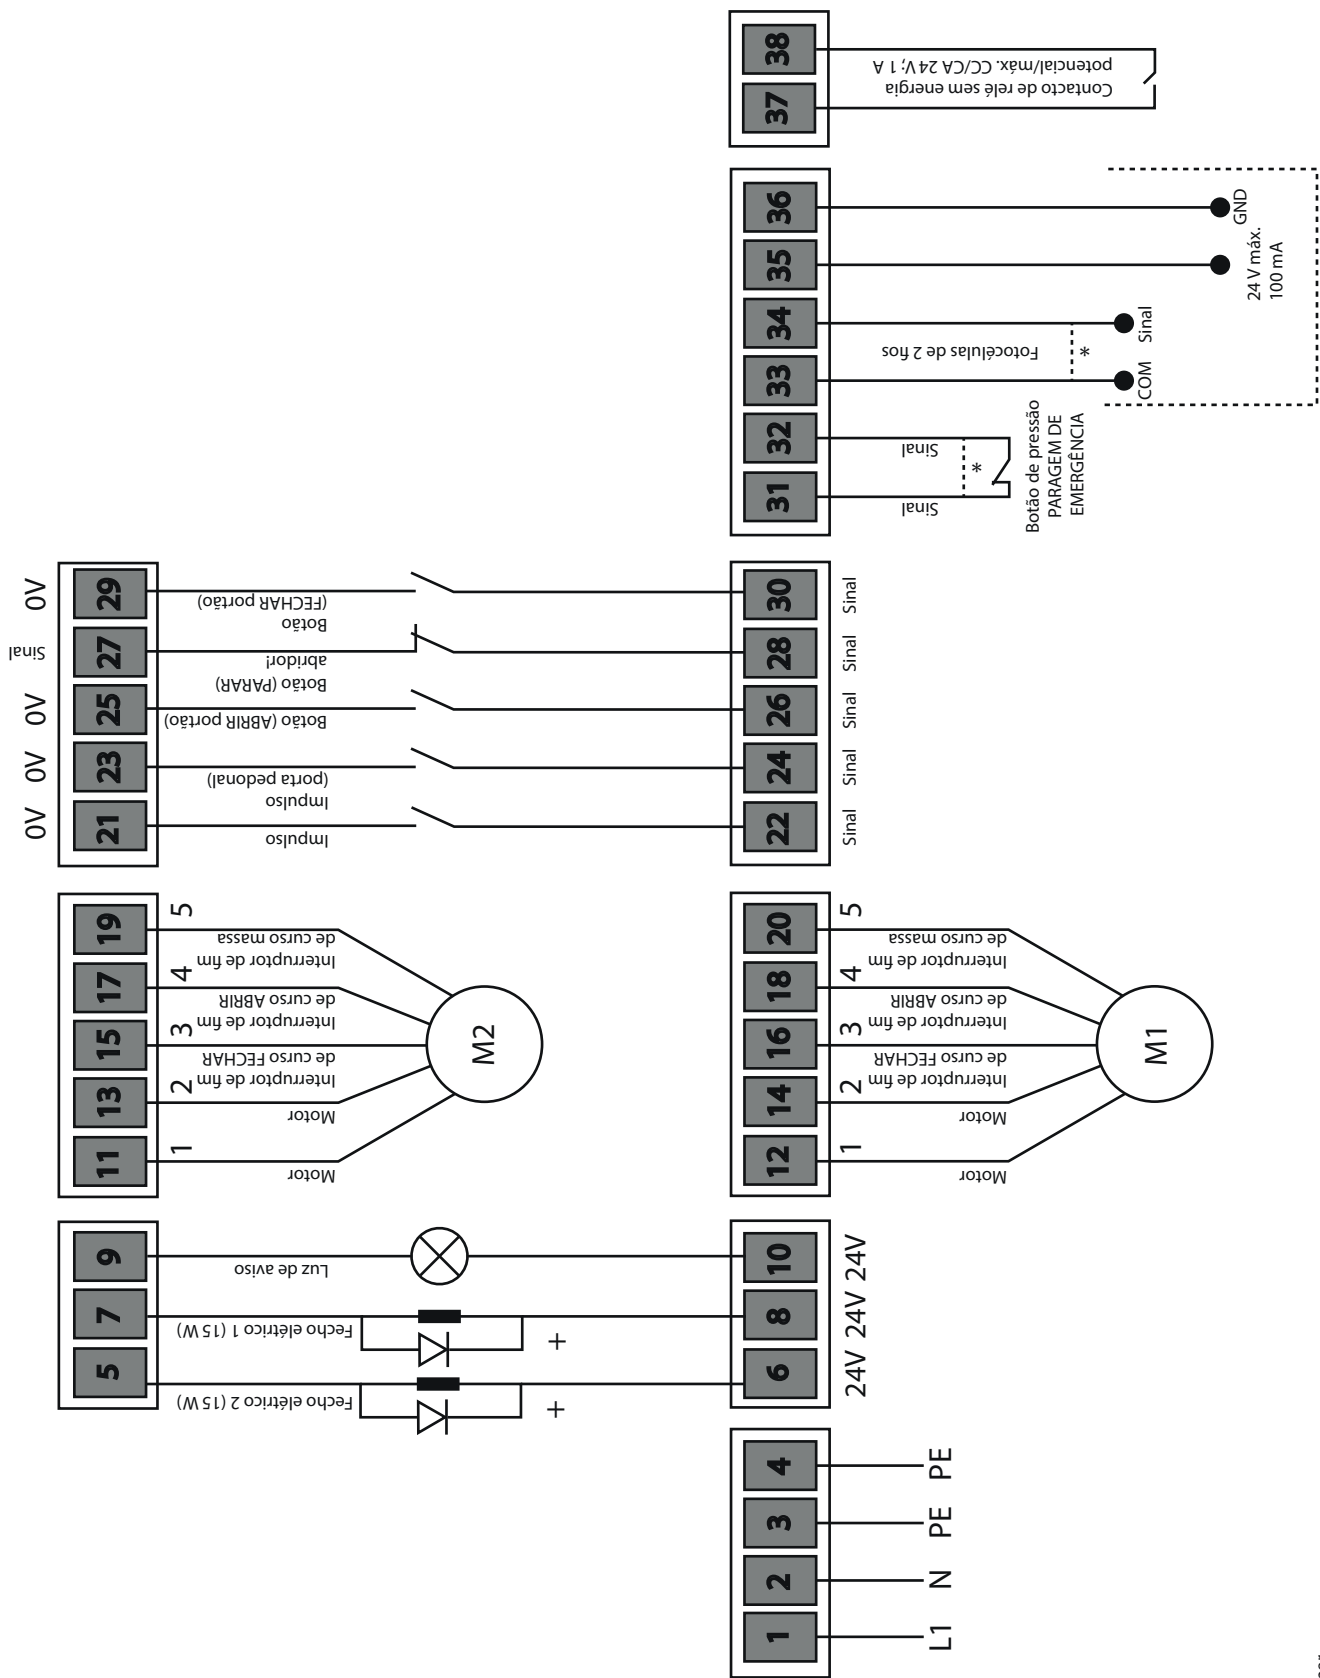 0V
0V
0V
Sinal
0V
5
7
9
11
13
15
17
19
21
23
25
27
29
1
2
3
4
5
Fecho elétrico 2 (15 W)
Fecho elétrico 1 (15 W)
Luz de aviso
Motor
Motor
Interruptor de fim
de curso FECHAR
Interruptor de fim
de curso ABRIR
Interruptor de fim
de curso massa
Impulso
Impulso
(porta pedonal)
Botão (ABRIR portão)
Botão (PARAR)
abridor!
Botão
(FECHAR portão)
M2
+
+
1
2
3
4
6
8
10
12
14
16
18
20
22
24
26
28
30
31
32
33
34
35
36
37
38
24V
24V
24V
1
2
3
4
5
Sinal
Sinal
Sinal
Sinal
Sinal
L1
N
PE
PE
Motor
Motor
Interruptor de fim
de curso FECHAR
Interruptor de fim
de curso ABRIR
Interruptor de fim
de curso massa
M1
Sinal
Sinal
*
Botão de pressão
PARAGEM DE
EMERGÊNCIA
Fotocélulas de 2 fios
*
COM
Sinal
24 V máx.
100 mA
GND
Contacto de relé sem energia
potencial/máx. CC/CA 24 V; 1 A